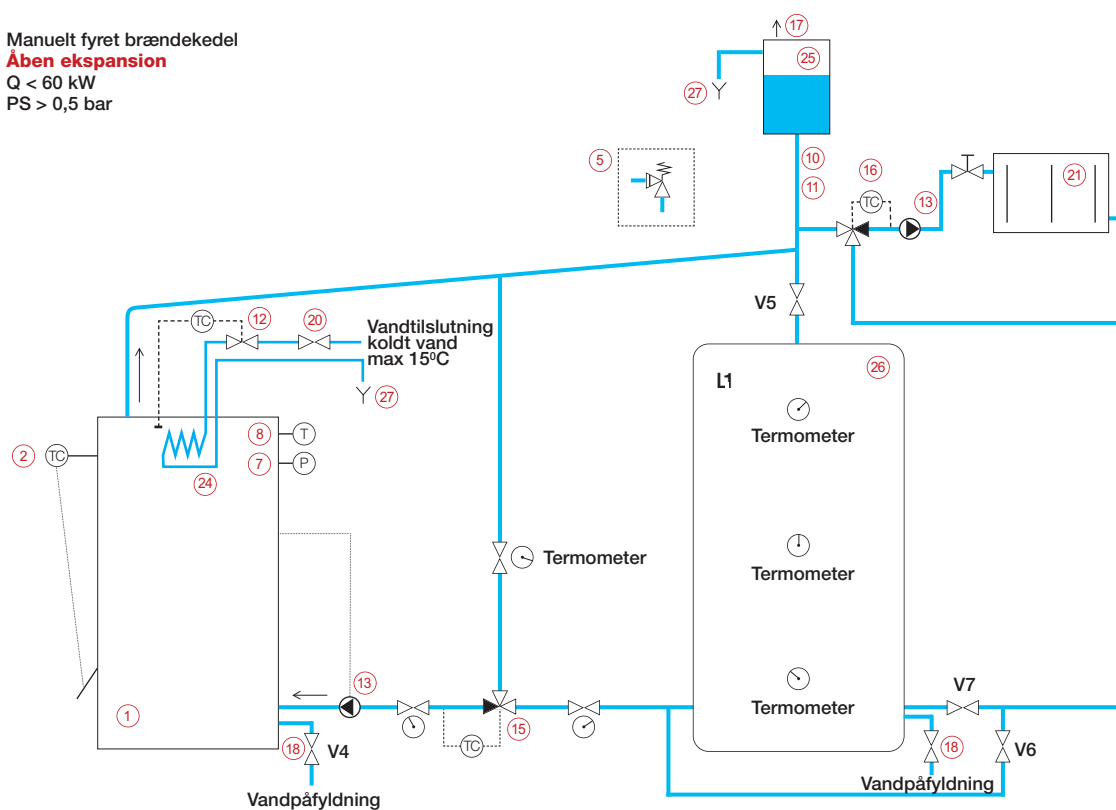 Manuelt fyret brændekedel
Åben ekspansion
Q < 60 kW
PS > 0,5 bar
17
25
27
5
10
11
16
TC
13
21
V5
TC
12
20
Vandtilslutning
koldt vand
max 15⁰C
27
L1
26
Termometer
2
TC
8
T
7
P
24
Termometer
Termometer
13
1
15
TC
Termometer
V7
18
V4
18
V6
Vandpåfyldning
Vandpåfyldning